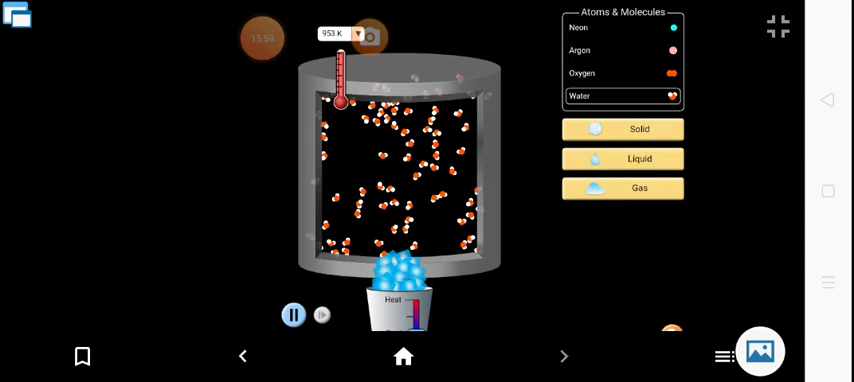 15:59
953 K
Atoms & Molecules
Neon
Argon
Oxygen
Water
Solid
Liquid
Gas
Heat